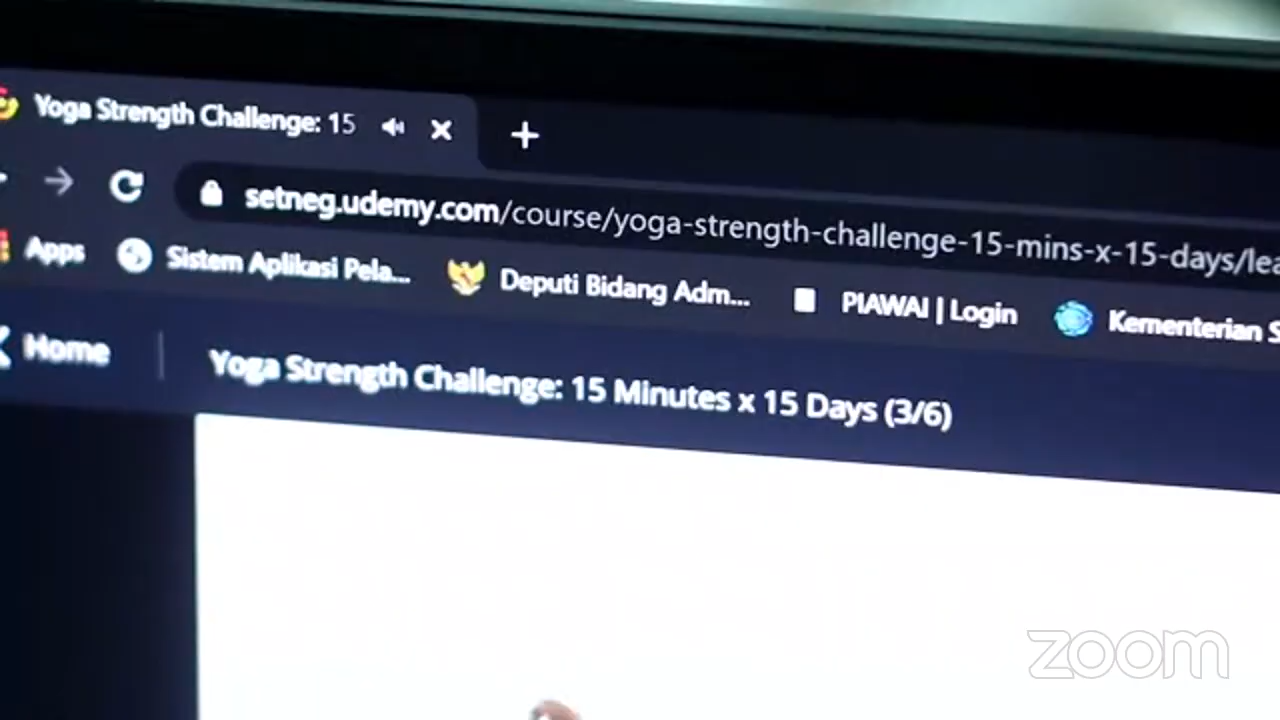 Yoga Strength Challenge: 15
setneg.udemy.com/course/yoga-strength-challenge-15-mins-x-15-days/lea
Apps Sistem Aplikasi Pela... Deputi Bidang Adm... PIAWAI | Login Kementerian S
Home Yoga Strength Challenge: 15 Minutes x 15 Days (3/6)
zoom